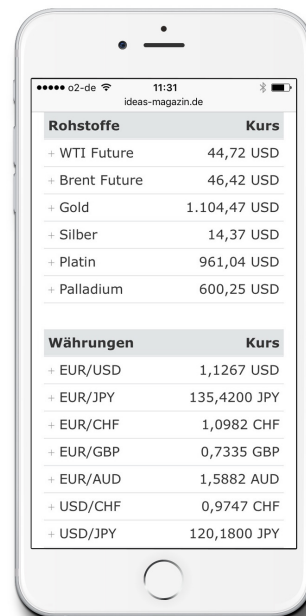 ●●●●● o2-de 11:31
ideas-magazin.de
Rohstoffe Kurs
+ WTI Future 44,72 USD
+ Brent Future 46,42 USD
+ Gold 1.104,47 USD
+ Silber 14,37 USD
+ Platin 961,04 USD
+ Palladium 600,25 USD
Währungen Kurs
+ EUR/USD 1,1267 USD
+ EUR/JPY 135,4200 JPY
+ EUR/CHF 1,0982 CHF
+ EUR/GBP 0,7335 GBP
+ EUR/AUD 1,5882 AUD
+ USD/CHF 0,9747 CHF
+ USD/JPY 120,1800 JPY